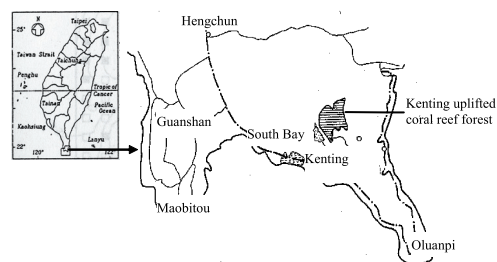 N
Taipei
25°
Taiwan Strait
Taichung
Penghu
Tropic of
Cancer
Tainan
Pacific
Ocean
Kaohsiung
Lanyu
22°
120°
122°
Hengchun
Guanshan
South Bay
Kenting
Maobitou
Oluanpi
Kenting uplifted
coral reef forest